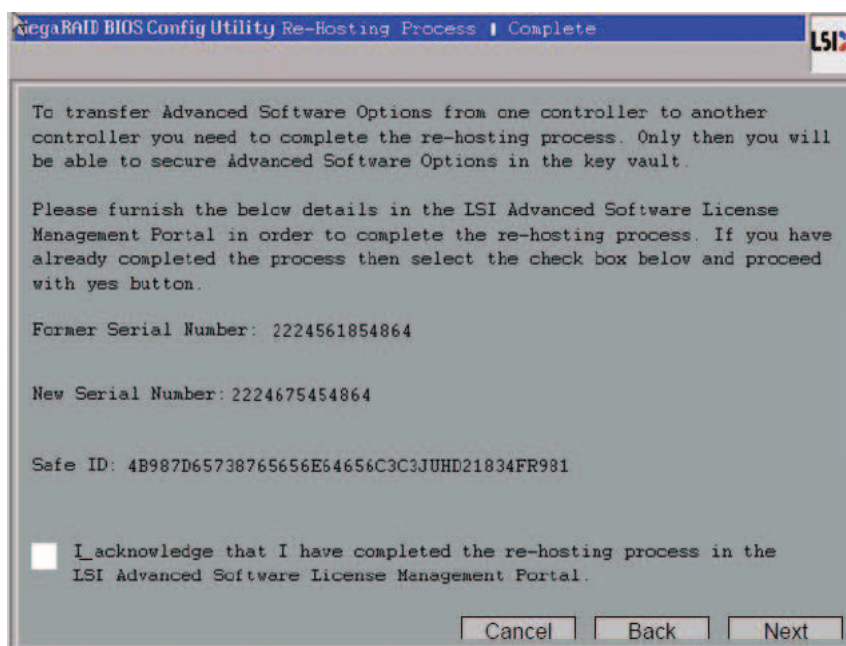 MegaRAID BIOS Config Utility Re-Hosting Process | Complete
LSI
To transfer Advanced Software Options from one controller to another
controller you need to complete the re-hosting process. Only then you will
be able to secure Advanced Software Options in the key vault.
Please furnish the below details in the LSI Advanced Software License
Management Portal in order to complete the re-hosting process. If you have
already completed the process then select the check box below and proceed
with yes button.
Former Serial Number: 2224561854864
New Serial Number: 2224675454864
Safe ID: 4B987D65738765656E64656C3C3JUHD21834FR981
I acknowledge that I have completed the re-hosting process in the
LSI Advanced Software License Management Portal.
Cancel Back Next